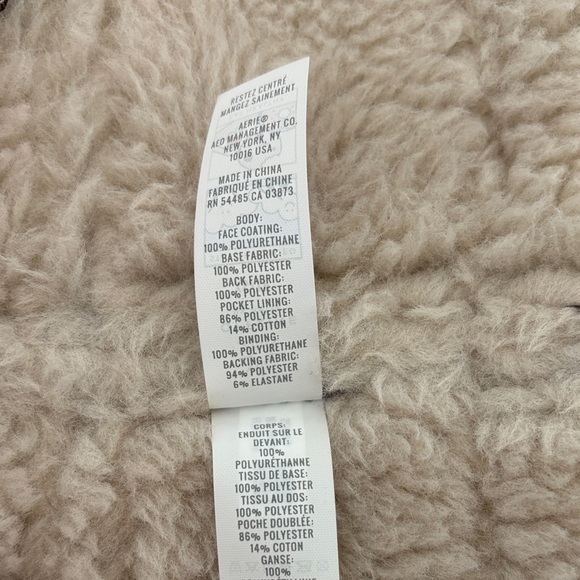 RESTEZ CENTRÉ
MANGEZ SAINEMENT
AERIE®
AEO MANAGEMENT CO.
NEW YORK, NY
10016 USA
MADE IN CHINA
FABRIQUÉ EN CHINE
RN 54485 CA 03873
BODY:
FACE COATING:
100% POLYURETHANE
BASE FABRIC:
100% POLYESTER
BACK FABRIC:
100% POLYESTER
POCKET LINING:
86% POLYESTER
14% COTTON
BINDING:
100% POLYURETHANE
BACKING FABRIC:
94% POLYESTER
6% ELASTANE
CORPS:
ENDUIT SUR LE
DEVANT:
100%
POLYURÉTHANNE
TISSU DE BASE:
100% POLYESTER
TISSU AU DOS:
100% POLYESTER
POCHE DOUBLÉE:
86% POLYESTER
14% COTON
GANSE:
100%